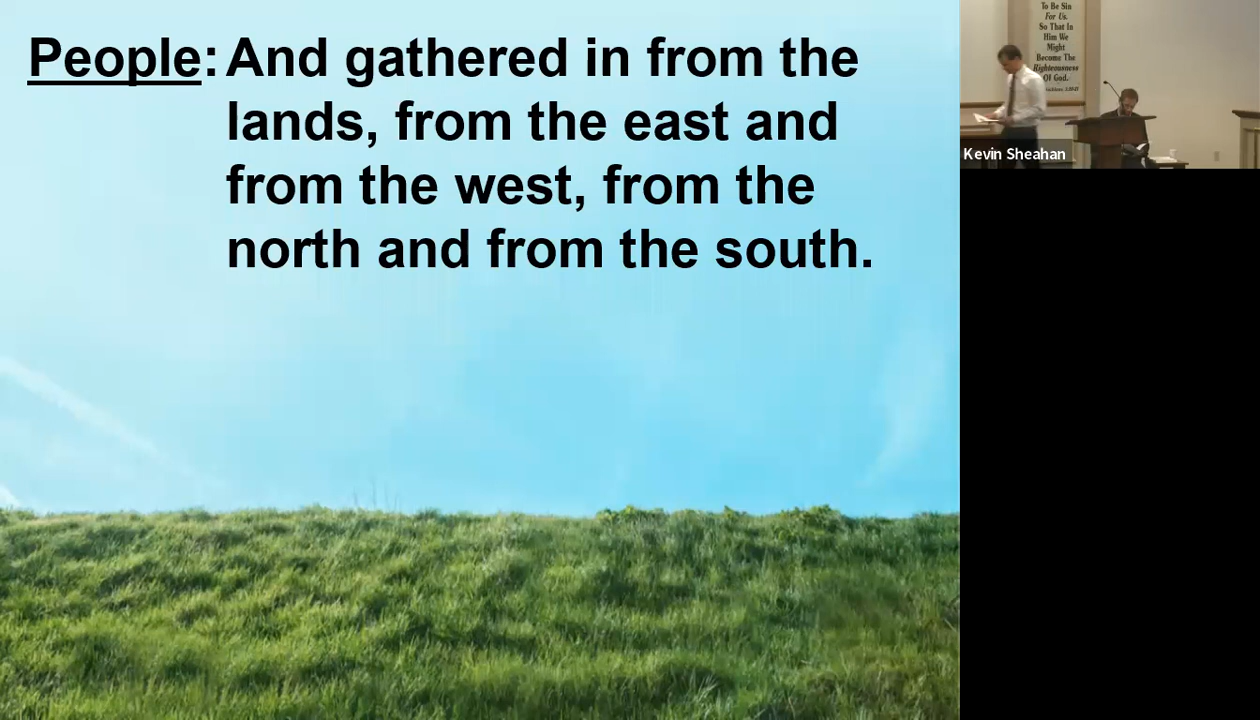 People: And gathered in from the
lands, from the east and
from the west, from the
north and from the south.
To Be Sin
For Us,
So That In
Him We
Might
Become The
Righteousness
Of God.
Kevin Sheahan